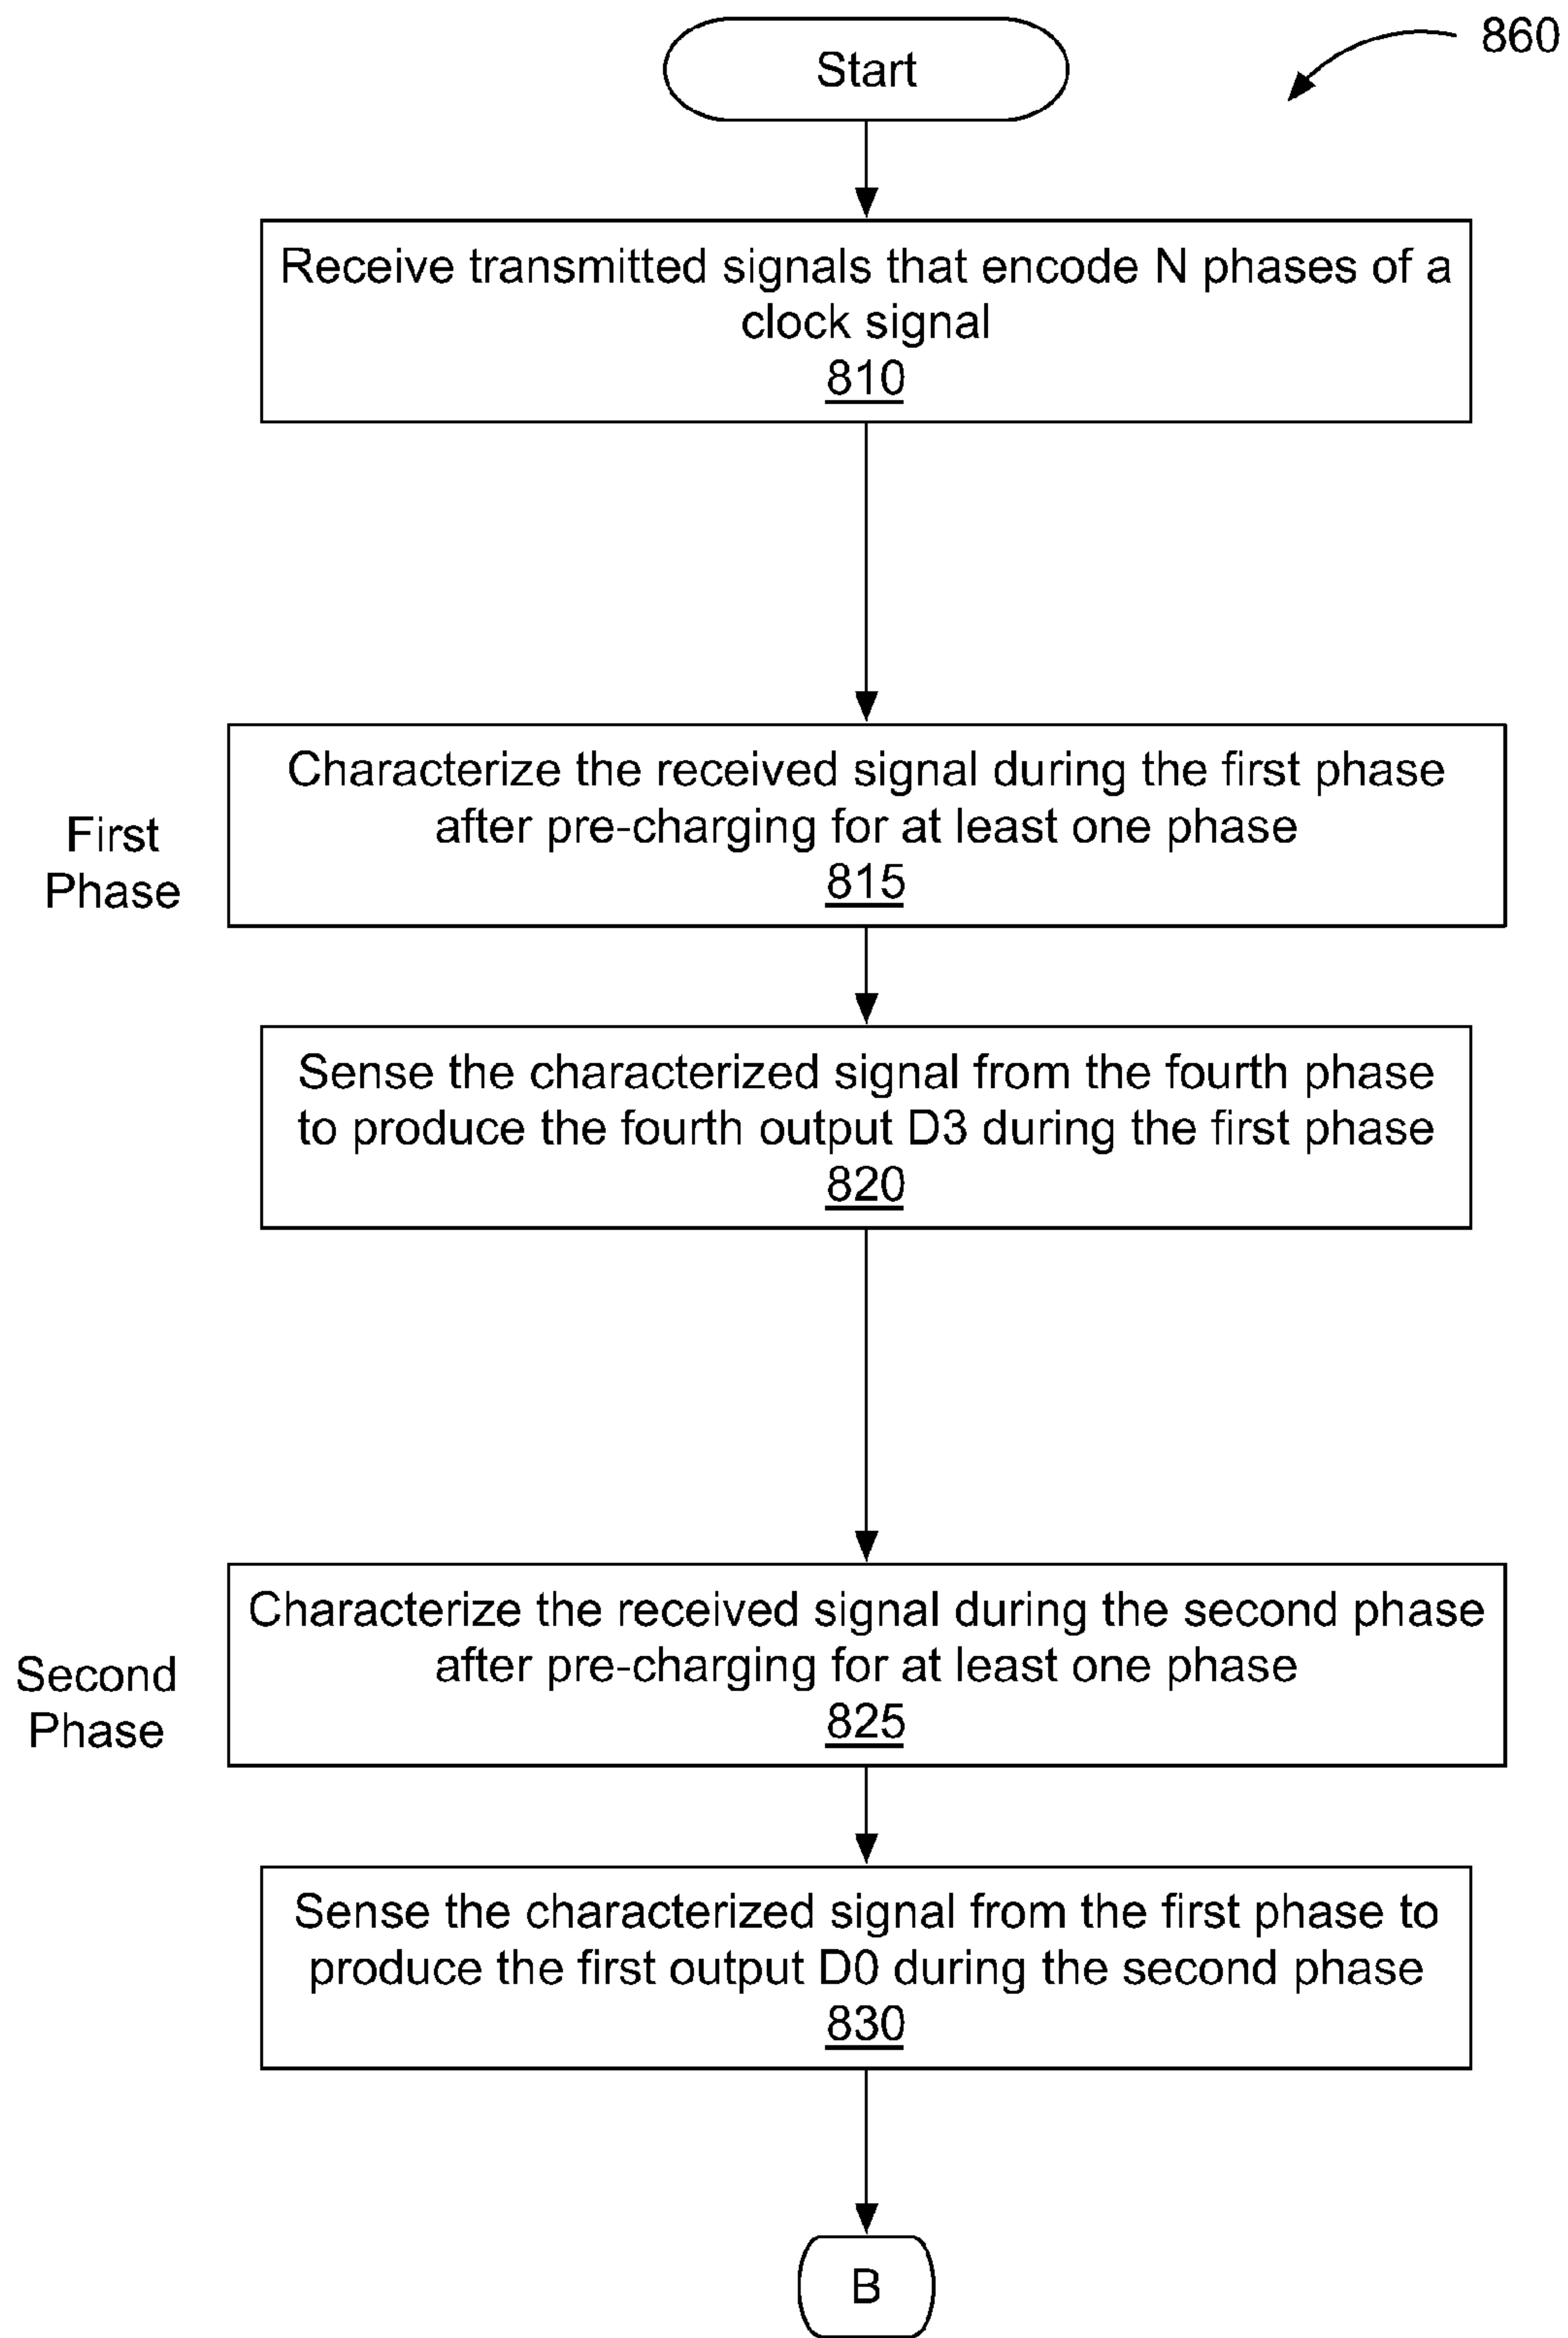 Start
860
Receive transmitted signals that encode N phases of a
clock signal
810
First
Phase
Characterize the received signal during the first phase
after pre-charging for at least one phase
815
Sense the characterized signal from the fourth phase
to produce the fourth output D3 during the first phase
820
Second
Phase
Characterize the received signal during the second phase
after pre-charging for at least one phase
825
Sense the characterized signal from the first phase to
produce the first output D0 during the second phase
830
B